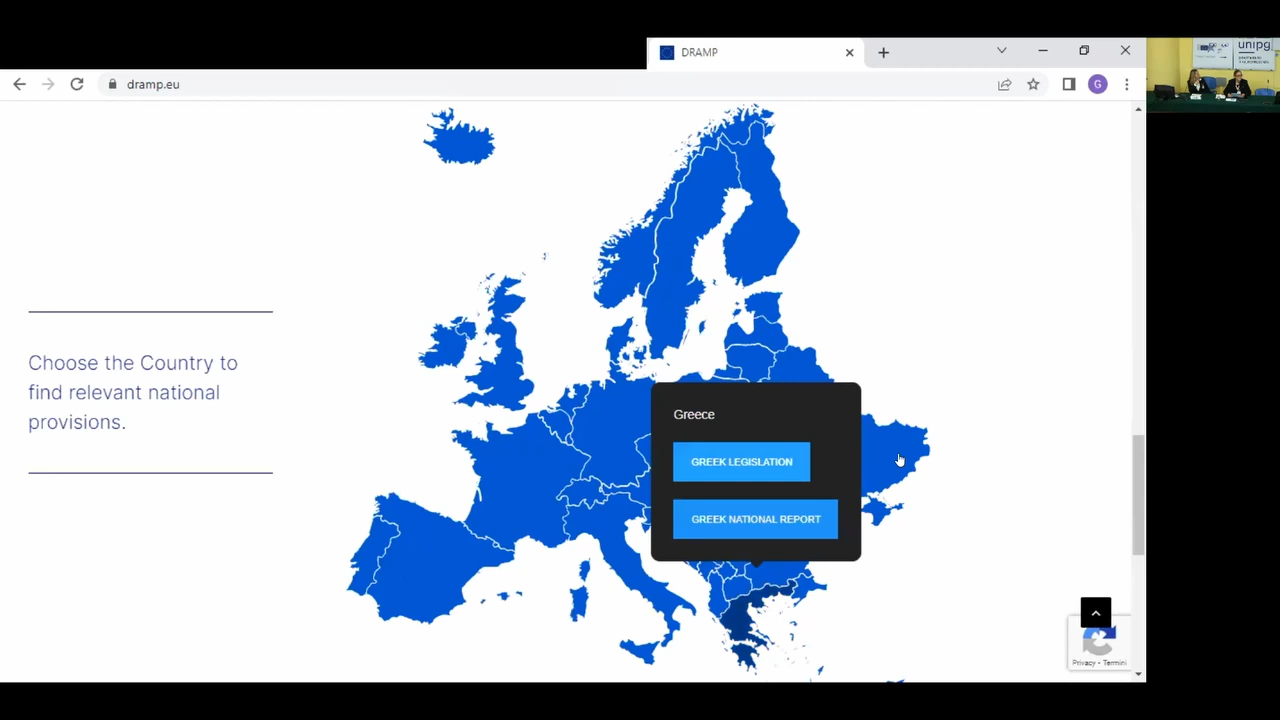 DRAMP
dramp.eu
G
unipg
Choose the Country to
find relevant national
provisions.
Greece
GREEK LEGISLATION
GREEK NATIONAL REPORT
Privacy - Termini